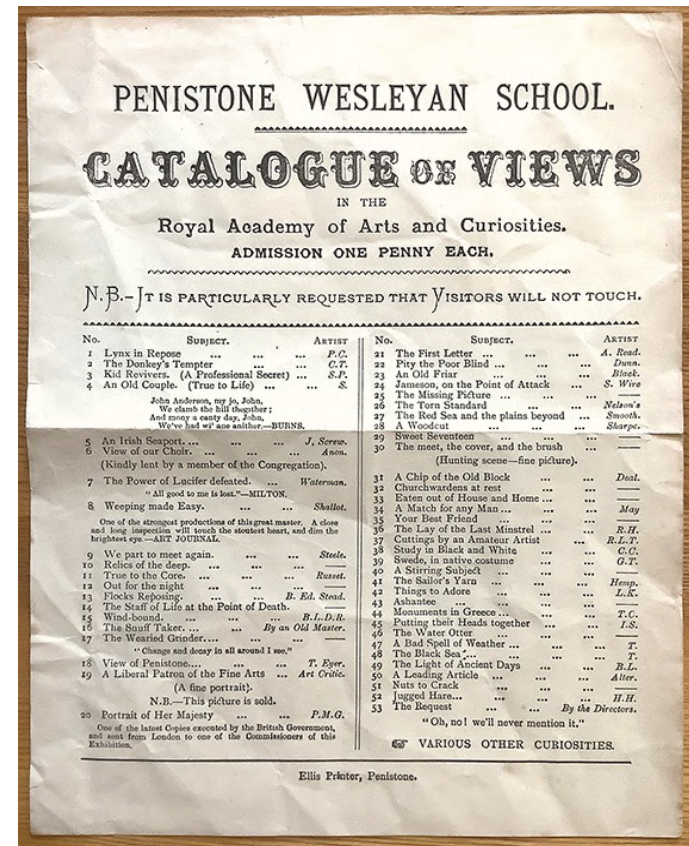 PENISTONE WESLEYAN SCHOOL.
CATALOGUE OF VIEWS
IN THE
Royal Academy of Arts and Curiosities.
ADMISSION ONE PENNY EACH.
N.B.–IT IS PARTICULARLY REQUESTED THAT VISITORS WILL NOT TOUCH.
No. SUBJECT. ARTIST
1 Lynx in Repose ... ... ... P.C.
2 The Donkey's Tempter ... ... C.T.
3 Kid Revivers. (A Professional Secret) ... S.P.
4 An Old Couple. (True to Life) ... ... S.
John Anderson, my jo, John,
We clamb the hill thegither;
And mony a canty day, John,
We've had wi' ane anither.—BURNS.
5 An Irish Seaport... ... ... J, Screw.
6 View of our Choir. ... ... Anon.
(Kindly lent by a member of the Congregation).
7 The Power of Lucifer defeated. ... Waterman.
"All good to me is lost."—MILTON.
8 Weeping made Easy. ... ... Shallot.
One of the strongest productions of this great master. A close
and long inspection will touch the stoutest heart, and dim the
brightest eye.—ART JOURNAL.
9 We part to meet again. ... ... Steele.
10 Relics of the deep. ... ... ... —
11 True to the Core. ... ... ... Russet.
12 Out for the night ... ... ... —
13 Flocks Reposing. ... ... B. Ed. Stead.
14 The Staff of Life at the Point of Death. —
15 Wind-bound. ... ... ... B.L.D.R.
16 The Snuff Taker. ... ... By an Old Master.
17 The Wearied Grinder.... ... ... —
"Change and decay in all around I see,"
18 View of Penistone.... ... ... T. Eyer.
19 A Liberal Patron of the Fine Arts ... Art Critic.
(A fine portrait).
N.B.—This picture is sold.
20 Portrait of Her Majesty ... ... P.M.G.
One of the latest Copies executed by the British Government,
and sent from London to one of the Commissioners of this
Exhibition.
No. SUBJECT. ARTIST
21 The First Letter ... ... ... A. Read.
22 Pity the Poor Blind ... ... ... Dunn.
23 An Old Friar ... ... ... Black.
24 Jameson, on the Point of Attack ... S. Wire
25 The Missing Picture ... ... ... —
26 The Torn Standard ... ... Nelson's
27 The Red Sea and the plains beyond ... Smooth.
28 A Woodcut ... ... ... Sharpe.
29 Sweet Seventeen ... ... ... —
30 The meet, the cover, and the brush ... —
(Hunting scene—fine picture).
31 A Chip of the Old Block ... ... Deal.
32 Churchwardens at rest ... ... —
33 Eaten out of House and Home ... ... —
34 A Match for any Man ... ... ... May
35 Your Best Friend ... ... ... —
36 The Lay of the Last Minstrel ... ... R.H.
37 Cuttings by an Amateur Artist ... R.L.T.
38 Study in Black and White ... ... C.C.
39 Swede, in native costume ... ... G.T.
40 A Stirring Subject ... ... ... —
41 The Sailor's Yarn ... ... ... Hemp.
42 Things to Adore ... ... ... L.K.
43 Ashantee ... ... ... ... —
44 Monuments in Greece ... ... ... T.C.
45 Putting their Heads together ... I.S.
46 The Water Otter ... ... ... —
47 A Bad Spell of Weather ... ... ... T.
48 The Black Sea ... ... ... T.
49 The Light of Ancient Days ... ... B.L.
50 A Leading Article ... ... ... Alter.
51 Nuts to Crack ... ... ... —
52 Jugged Hare... ... ... ... H.H.
53 The Request ... ... By the Directors.
"Oh, no! we'll never mention it."
☞ VARIOUS OTHER CURIOSITIES.
Ellis Printer, Penistone.